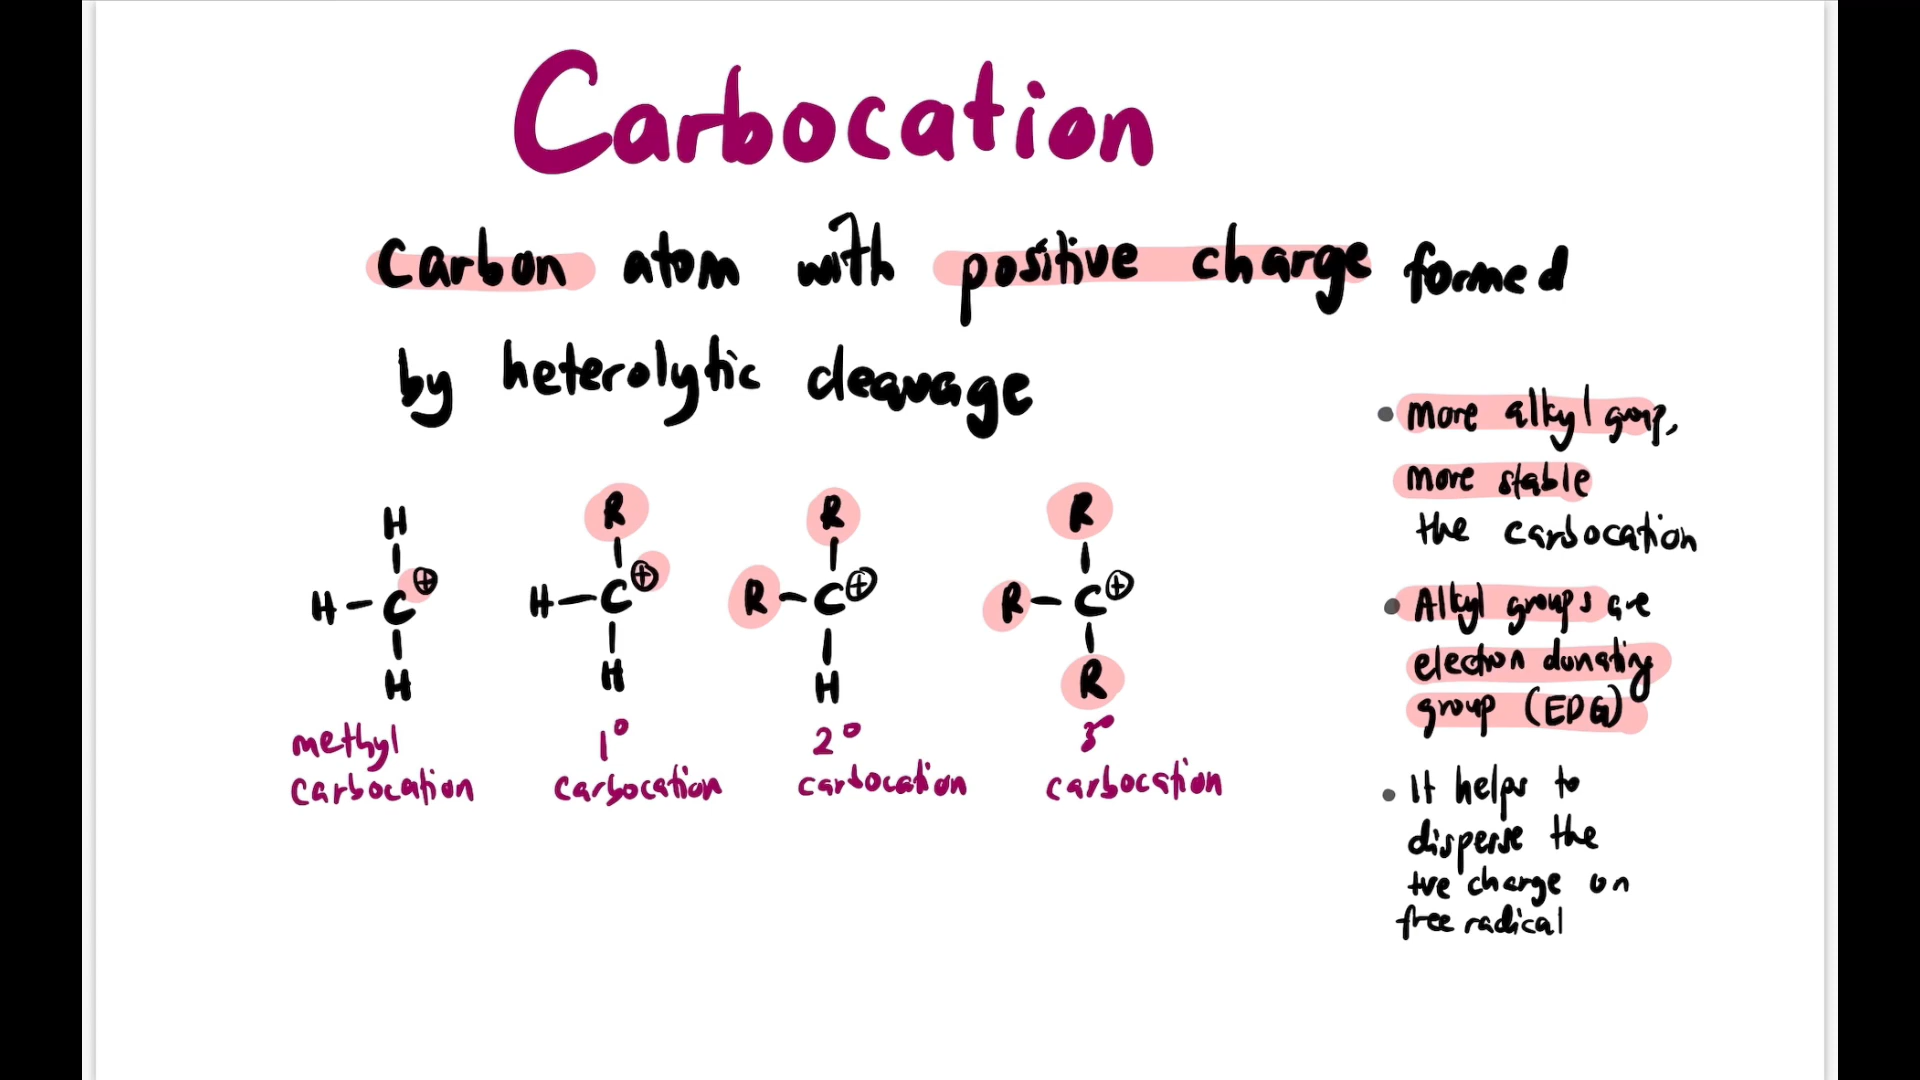 Carbocation
Carbon atom with positive charge formed
by heterolytic cleavage
• more alkyl group,
more stable
the carbocation
• Alkyl groups are
electron donating
group (EDG)
• It helps to
disperse the
+ve charge on
free radical
H
H - C ⊕
H
methyl
carbocation
R
H - C ⊕
H
1°
carbocation
R
R - C ⊕
H
2°
carbocation
R
R - C ⊕
R
3°
carbocation